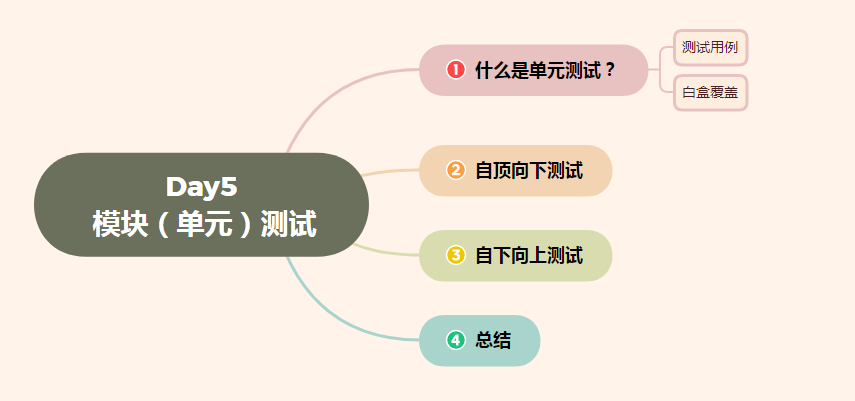 Day5
模块（单元）测试
1 什么是单元测试？
测试用例
白盒覆盖
2 自顶向下测试
3 自下向上测试
4 总结